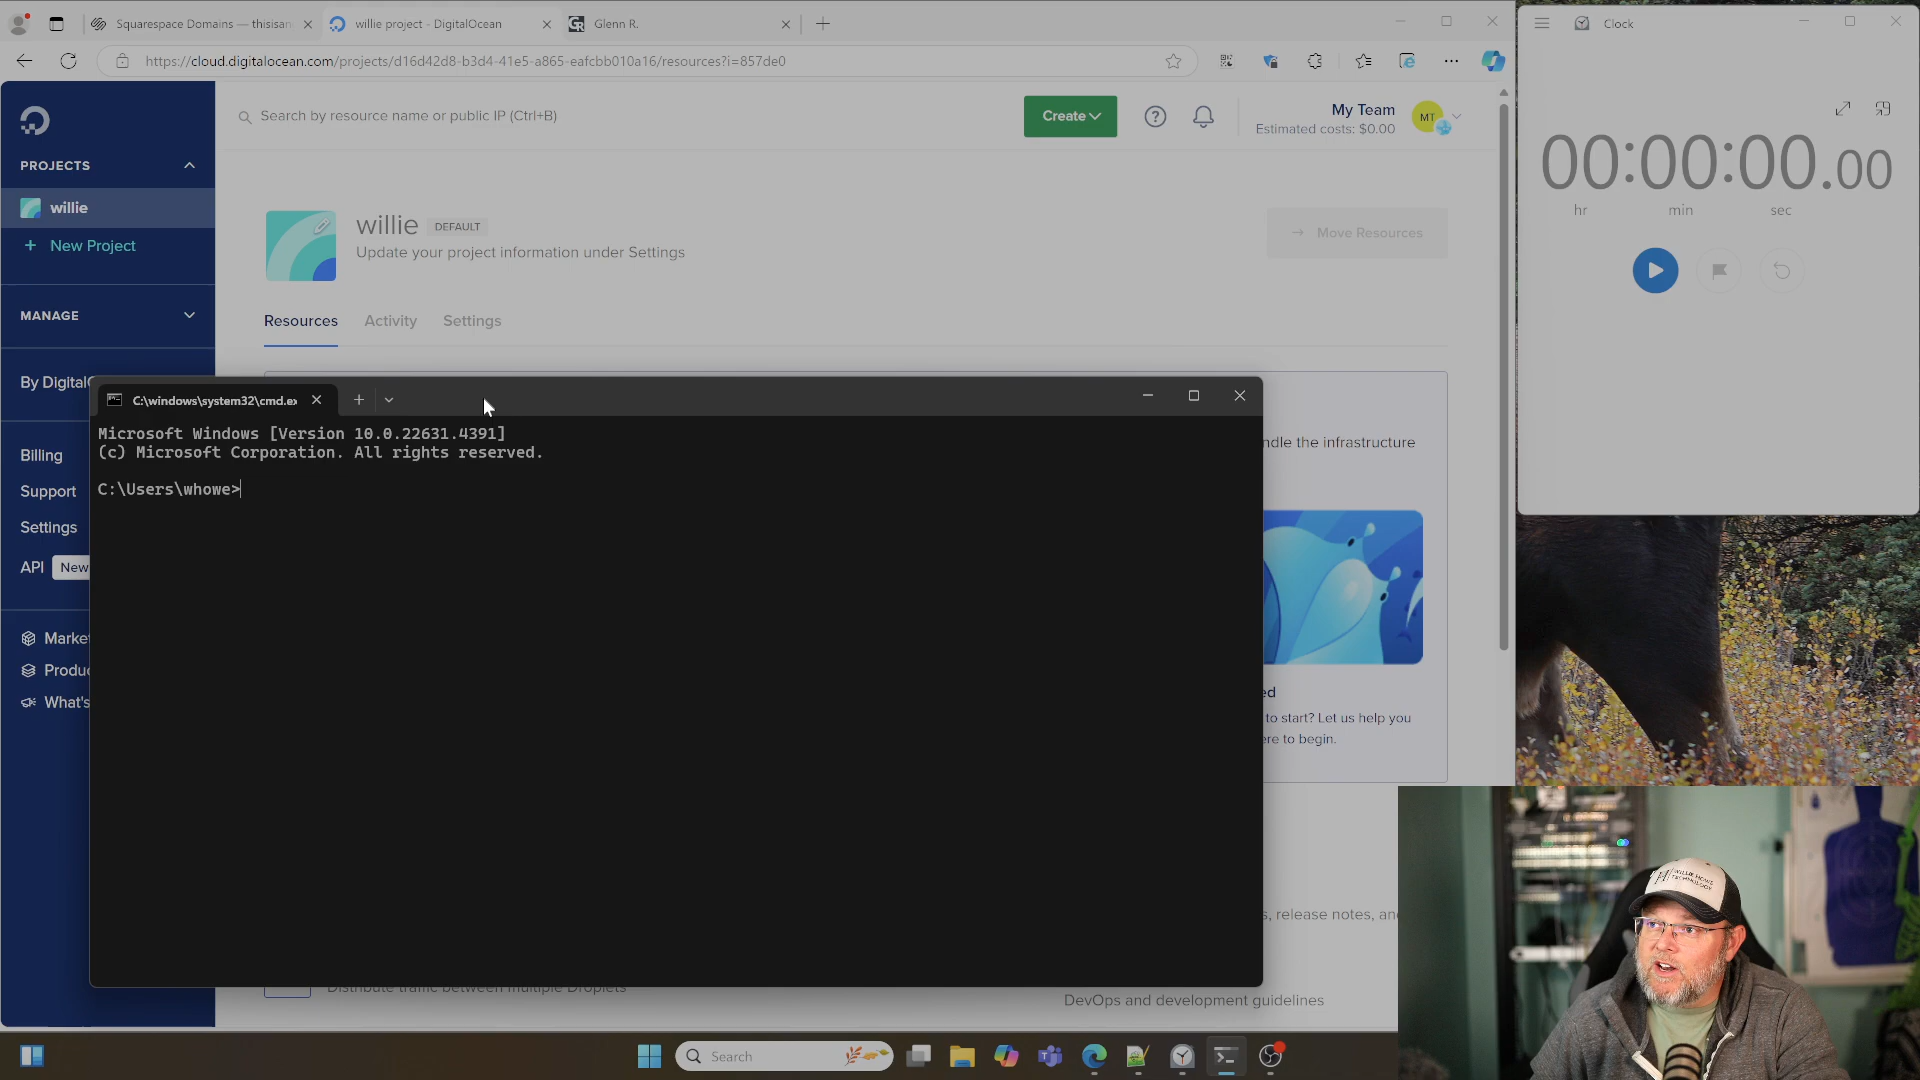 Squarespace Domains — thisisan
willie project - DigitalOcean
Glenn R.
https://cloud.digitalocean.com/projects/d16d42d8-b3d4-41e5-a865-eafcbb010a16/resources?i=857de0
Search by resource name or public IP (Ctrl+B)
Create
My Team
Estimated costs: $0.00
MT
PROJECTS
willie
+ New Project
MANAGE
By Digital
Billing
Support
Settings
API New
Market
Produ
What's
willie DEFAULT
Update your project information under Settings
→ Move Resources
Resources Activity Settings
ndle the infrastructure
ed
to start? Let us help you
ere to begin.
s, release notes, an
Distribute traffic between multiple Droplets
DevOps and development guidelines
C:\windows\system32\cmd.ex
Microsoft Windows [Version 10.0.22631.4391]
(c) Microsoft Corporation. All rights reserved.
C:\Users\whowe>
Clock
00:00:00.00
hr min sec
Search
WILLIE HOWE
TECHNOLOGY